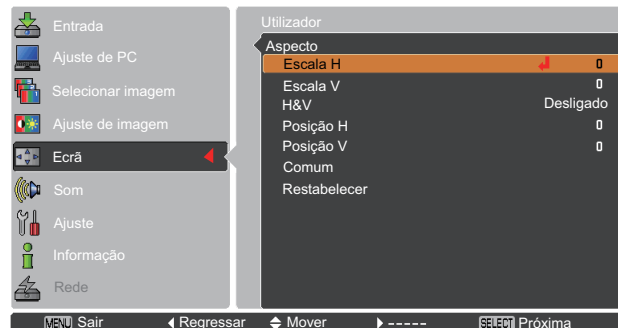 Entrada
Ajuste de PC
Selecionar imagem
Ajuste de imagem
Ecrã
Som
Ajuste
Informação
Rede
Utilizador
Aspecto
Escala H 0
Escala V 0
H&V Desligado
Posição H 0
Posição V 0
Comum
Restabelecer
MENU Sair Regressar Mover ----- SELECT Próxima